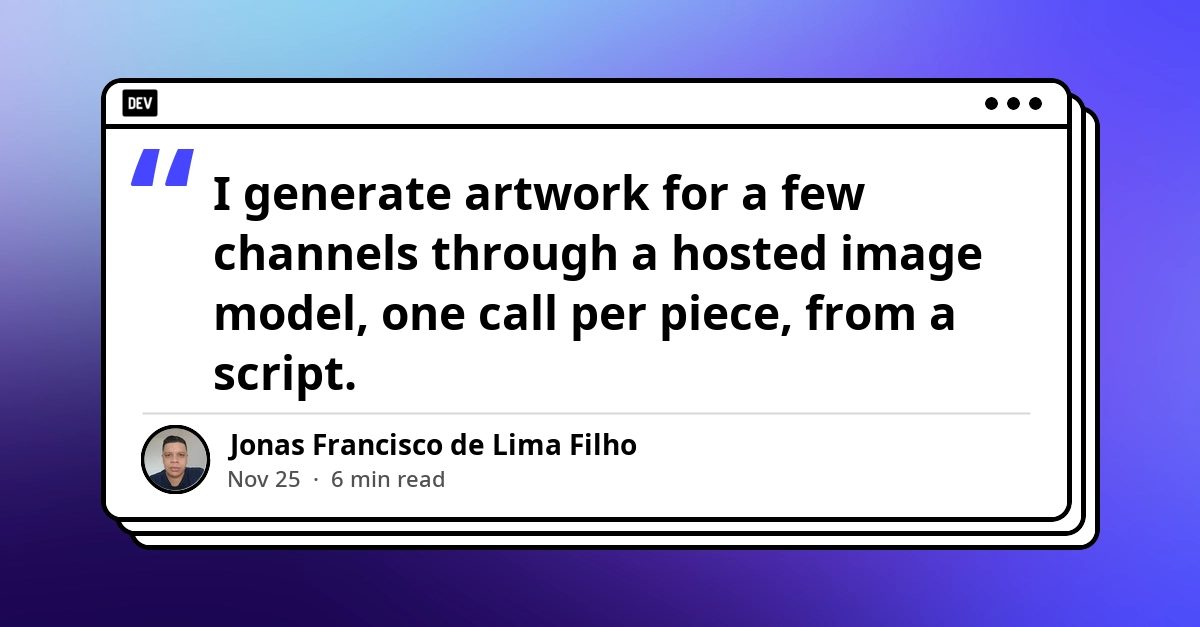 DEV
I generate artwork for a few
channels through a hosted image
model, one call per piece, from a
script.
Jonas Francisco de Lima Filho
Nov 25 · 6 min read